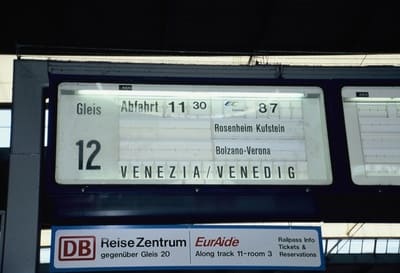 Gleis 12
Abfahrt 11 30 EC 87
Rosenheim Kufstein
Bolzano-Verona
VENEZIA/VENEDIG
DB ReiseZentrum
gegenüber Gleis 20
EurAide
Along track 11-room 3
Railpass Info
Tickets &
Reservations